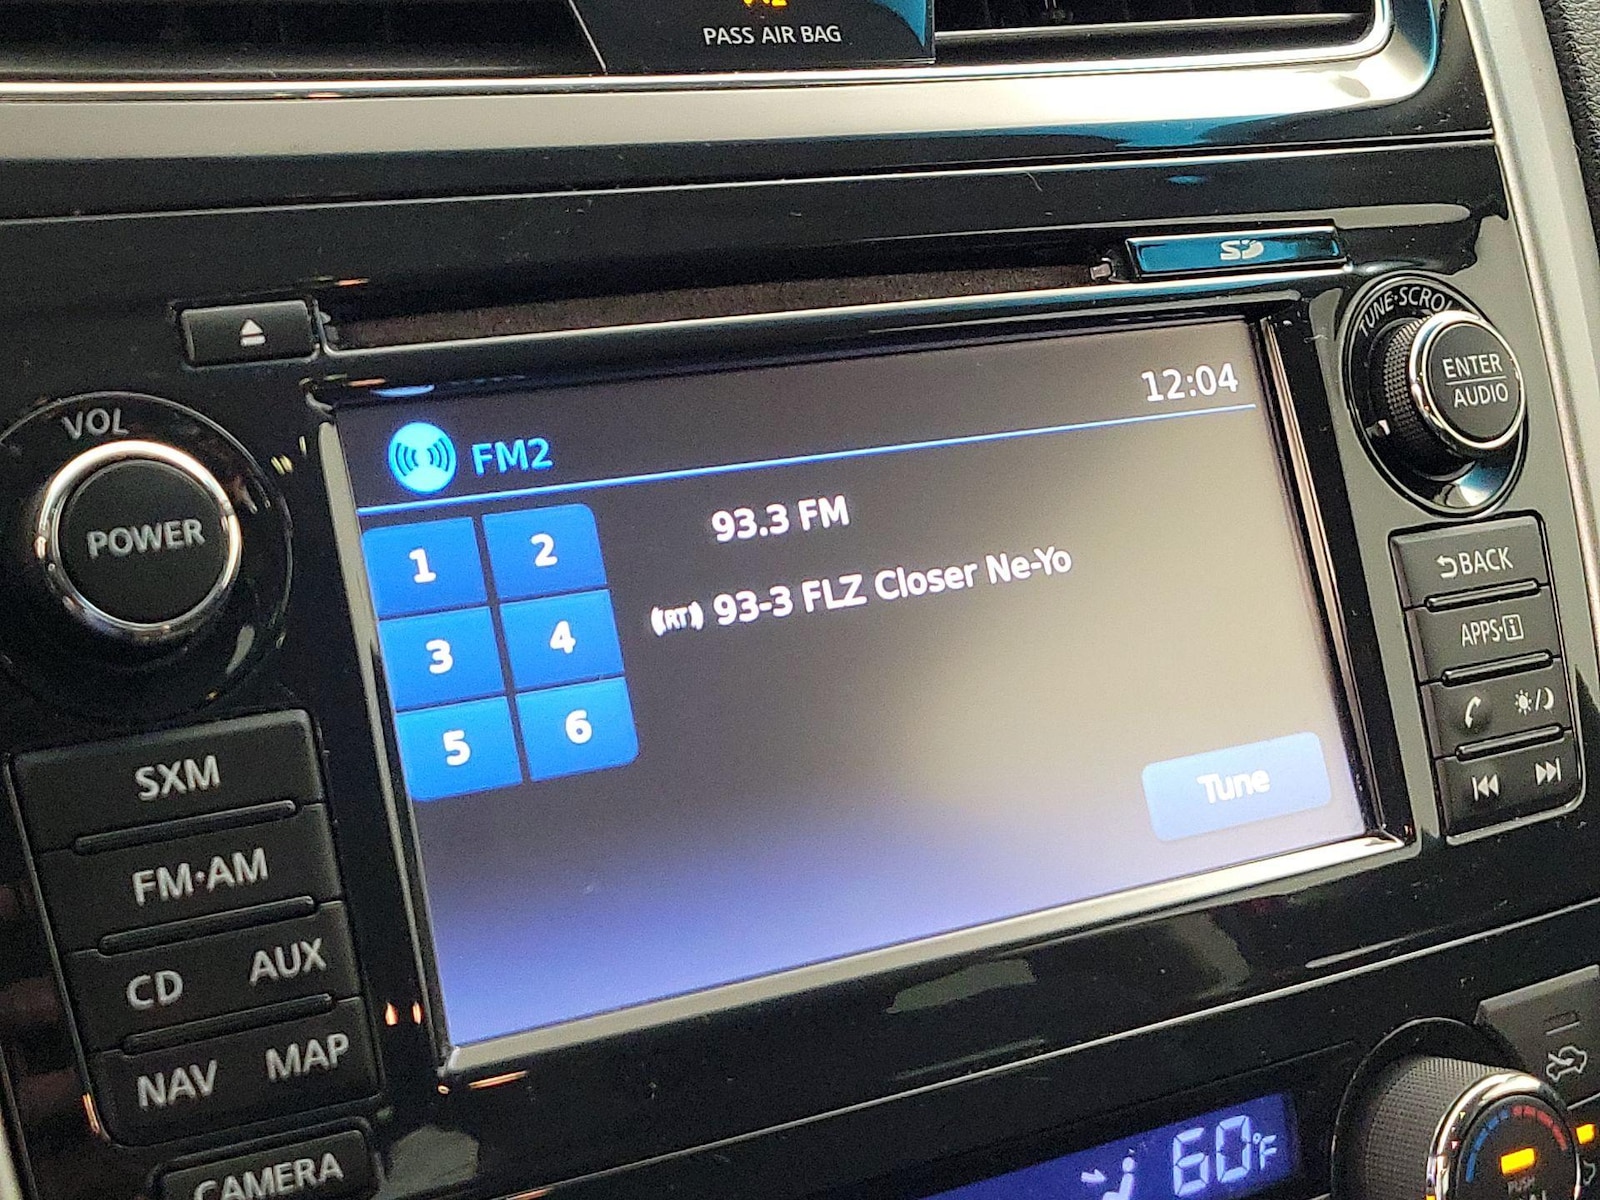 PASS AIR BAG
SD
TUNE·SCROLL
VOL
POWER
ENTER
AUDIO
12:04
FM2
93.3 FM
1 2
(RT) 93-3 FLZ Closer Ne-Yo
3 4
5 6
Tune
BACK
APPS·i
SXM
FM·AM
CD AUX
NAV MAP
CAMERA
60°F
PUSH